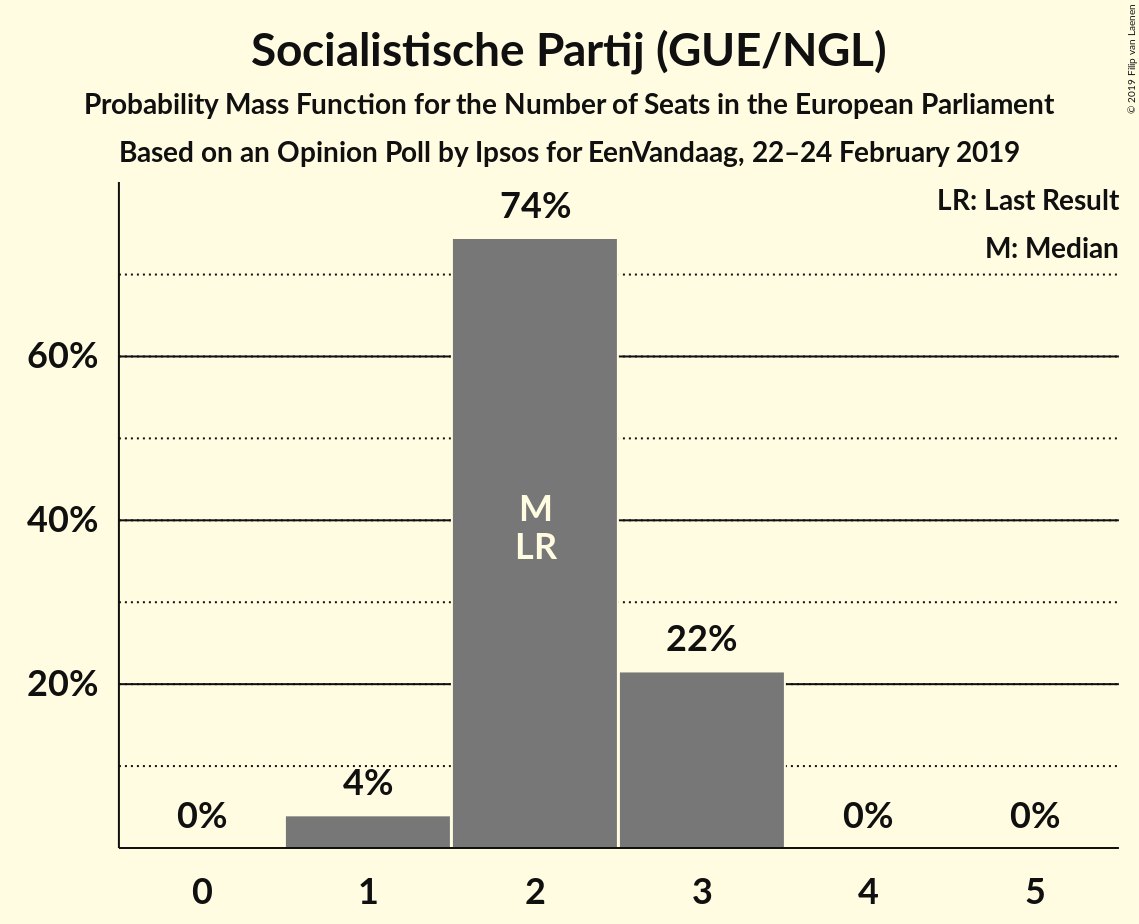 Socialistische Partij (GUE/NGL)
Probability Mass Function for the Number of Seats in the European Parliament
Based on an Opinion Poll by Ipsos for EenVandaag, 22–24 February 2019
© 2019 Filip van Laenen
LR: Last Result
M: Median
74%
60%
40%
20%
M
LR
22%
4%
0%
0%
0%
0 1 2 3 4 5